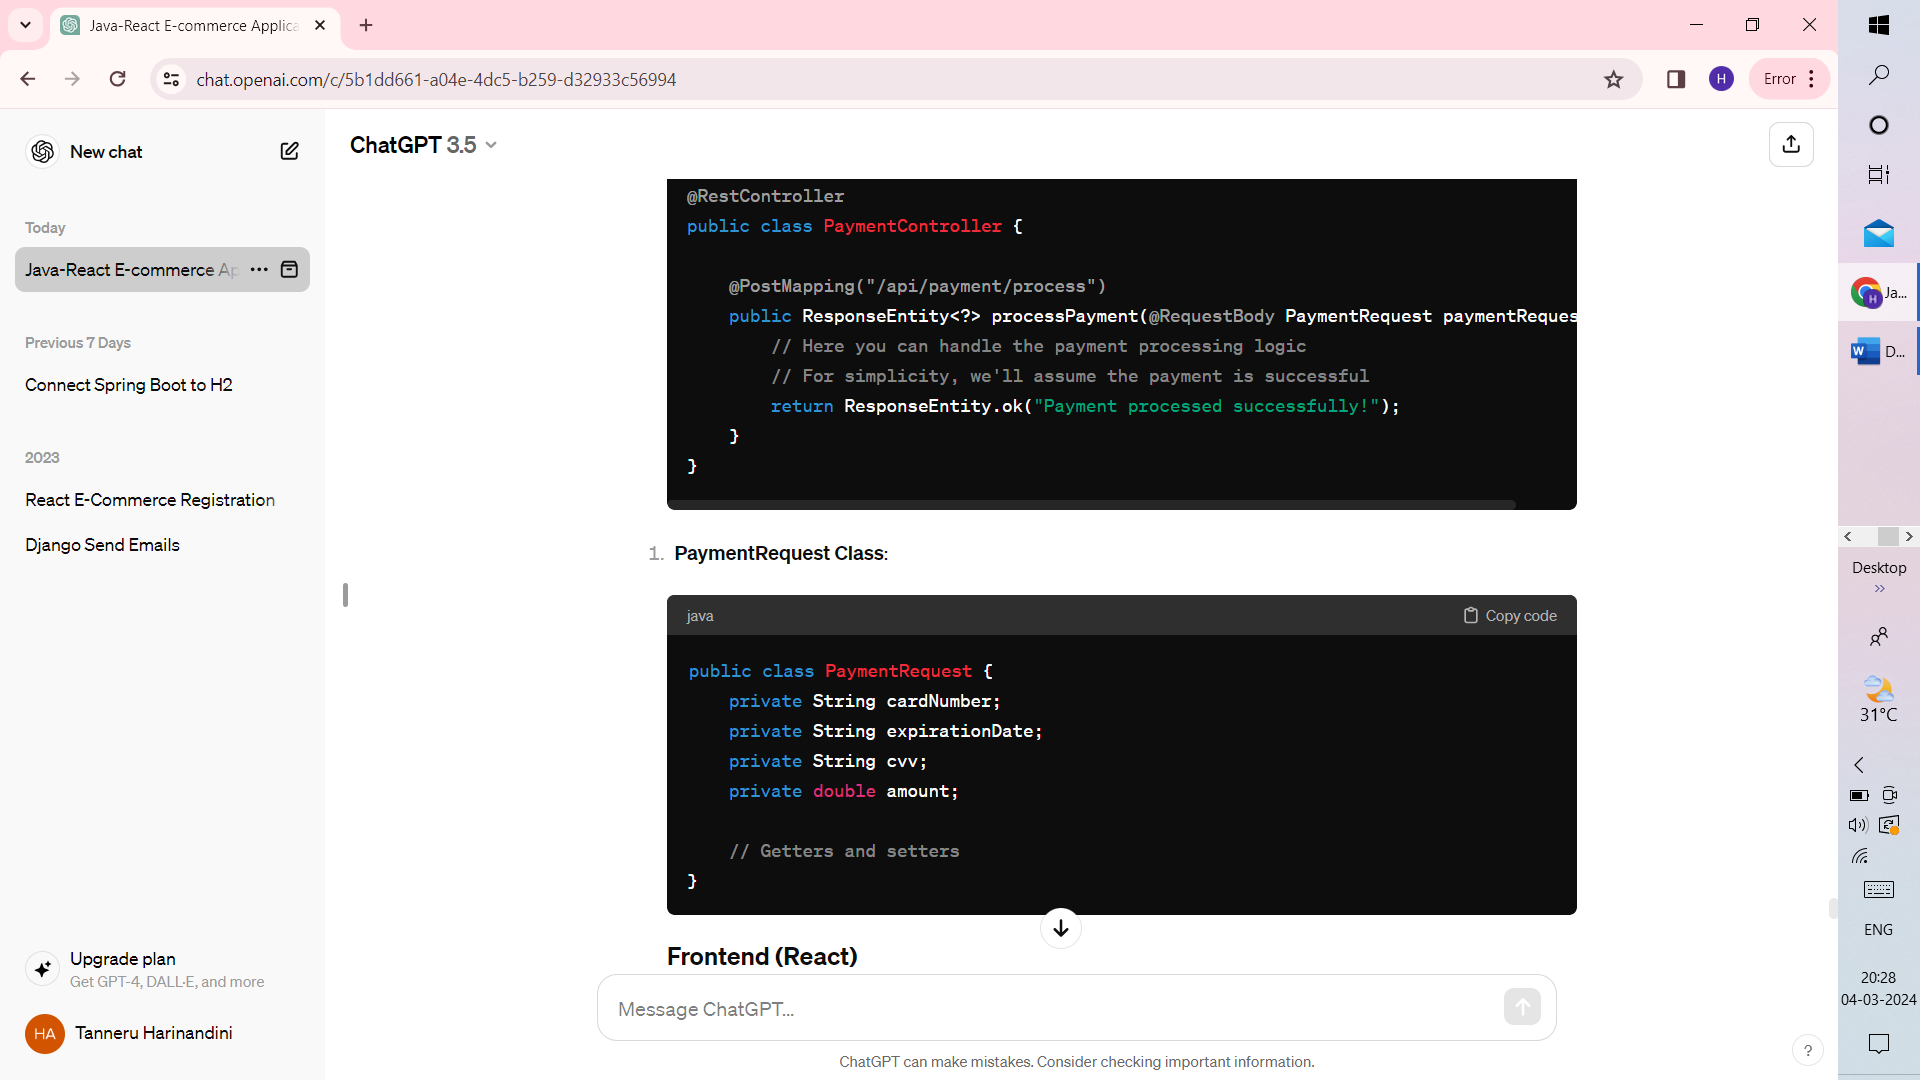 Java-React E-commerce Applica
chat.openai.com/c/5b1dd661-a04e-4dc5-b259-d32933c56994
H
Error
New chat
ChatGPT 3.5
Today
Java-React E-commerce Ap
Previous 7 Days
Connect Spring Boot to H2
2023
React E-Commerce Registration
Django Send Emails
Upgrade plan
Get GPT-4, DALL·E, and more
HA
Tanneru Harinandini
@RestController
public class PaymentController {
@PostMapping("/api/payment/process")
public ResponseEntity<?> processPayment(@RequestBody PaymentRequest paymentReques
// Here you can handle the payment processing logic
// For simplicity, we'll assume the payment is successful
return ResponseEntity.ok("Payment processed successfully!");
}
}
1. PaymentRequest Class:
java
Copy code
public class PaymentRequest {
private String cardNumber;
private String expirationDate;
private String cvv;
private double amount;
// Getters and setters
}
Frontend (React)
Message ChatGPT...
ChatGPT can make mistakes. Consider checking important information.
?
H
Ja...
W
D...
Desktop
31°C
ENG
20:28
04-03-2024